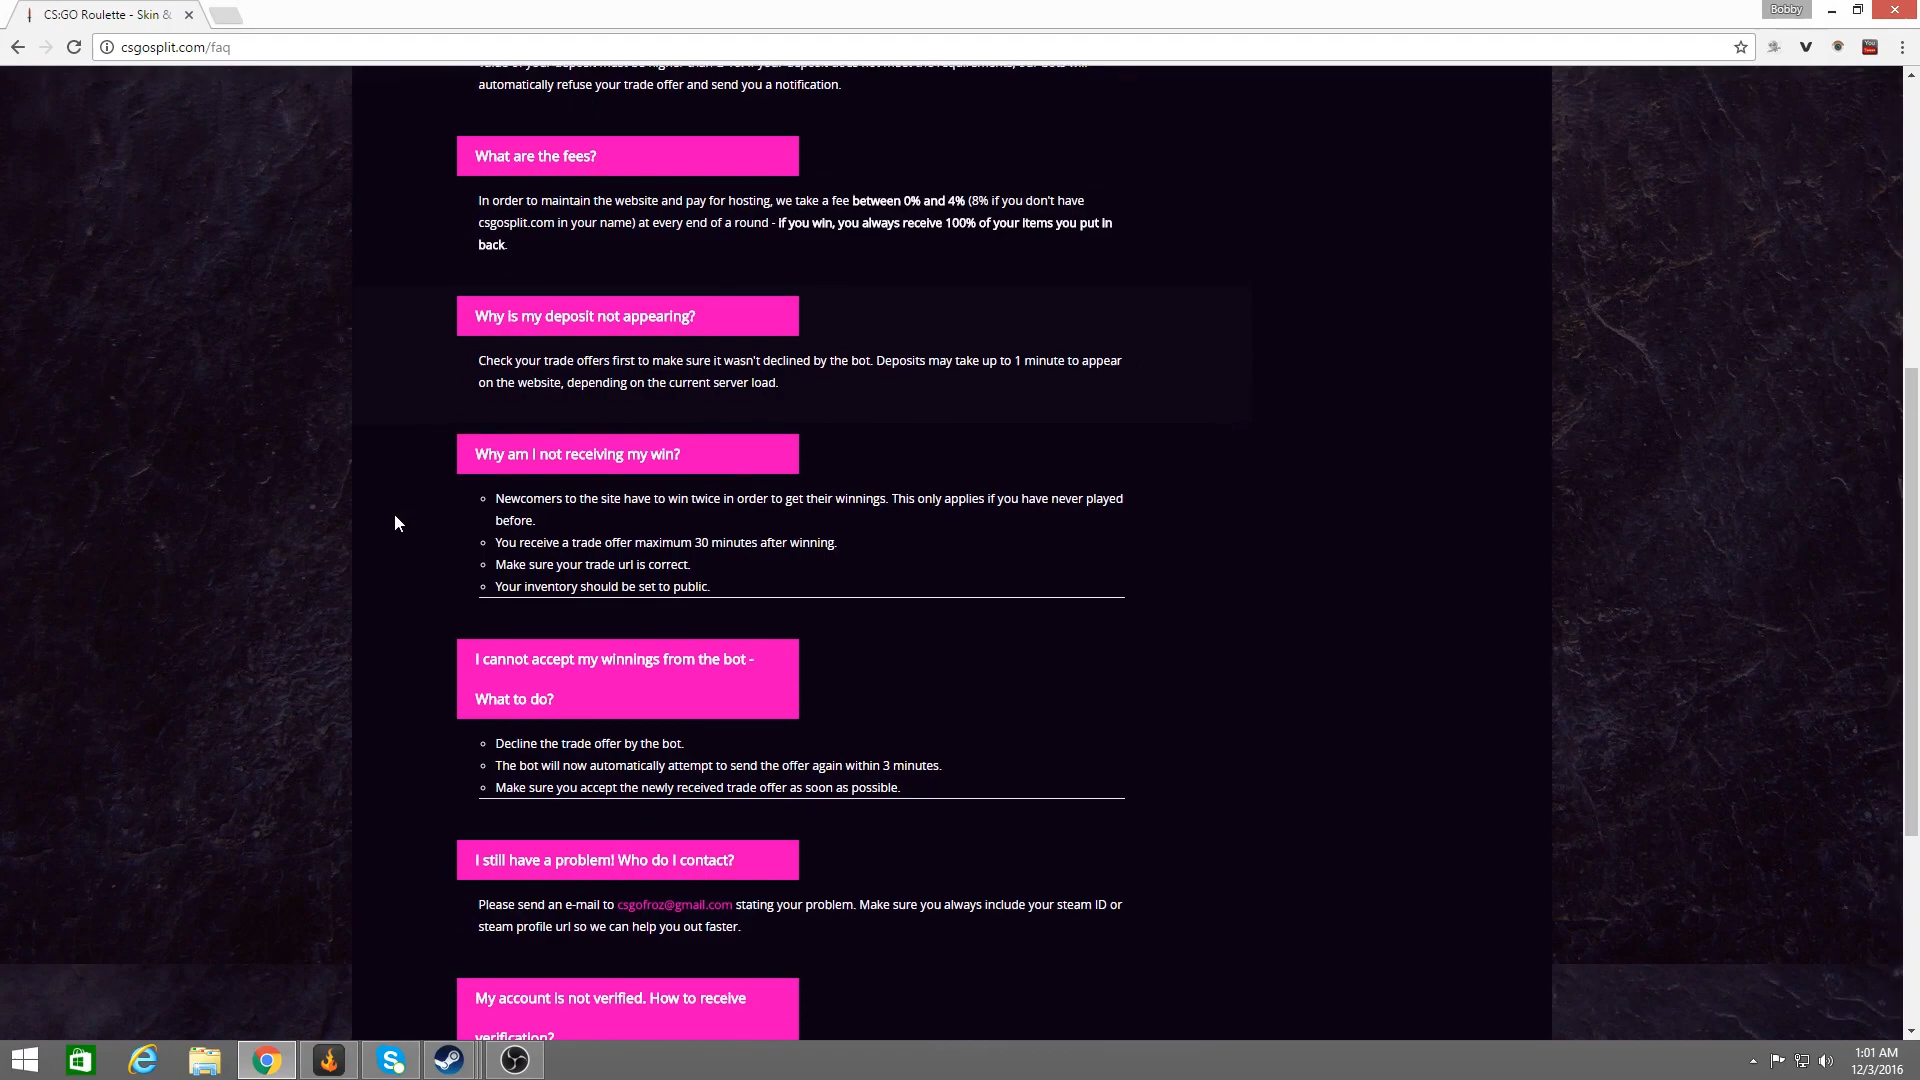 CS:GO Roulette - Skin &
Bobby
csgosplit.com/faq
automatically refuse your trade offer and send you a notification.
What are the fees?
In order to maintain the website and pay for hosting, we take a fee between 0% and 4% (8% if you don't have
csgosplit.com in your name) at every end of a round - if you win, you always receive 100% of your items you put in
back.
Why is my deposit not appearing?
Check your trade offers first to make sure it wasn't declined by the bot. Deposits may take up to 1 minute to appear
on the website, depending on the current server load.
Why am I not receiving my win?
Newcomers to the site have to win twice in order to get their winnings. This only applies if you have never played
before.
You receive a trade offer maximum 30 minutes after winning.
Make sure your trade url is correct.
Your inventory should be set to public.
I cannot accept my winnings from the bot -
What to do?
Decline the trade offer by the bot.
The bot will now automatically attempt to send the offer again within 3 minutes.
Make sure you accept the newly received trade offer as soon as possible.
I still have a problem! Who do I contact?
Please send an e-mail to csgofroz@gmail.com stating your problem. Make sure you always include your steam ID or
steam profile url so we can help you out faster.
My account is not verified. How to receive
verification?
1:01 AM
12/3/2016